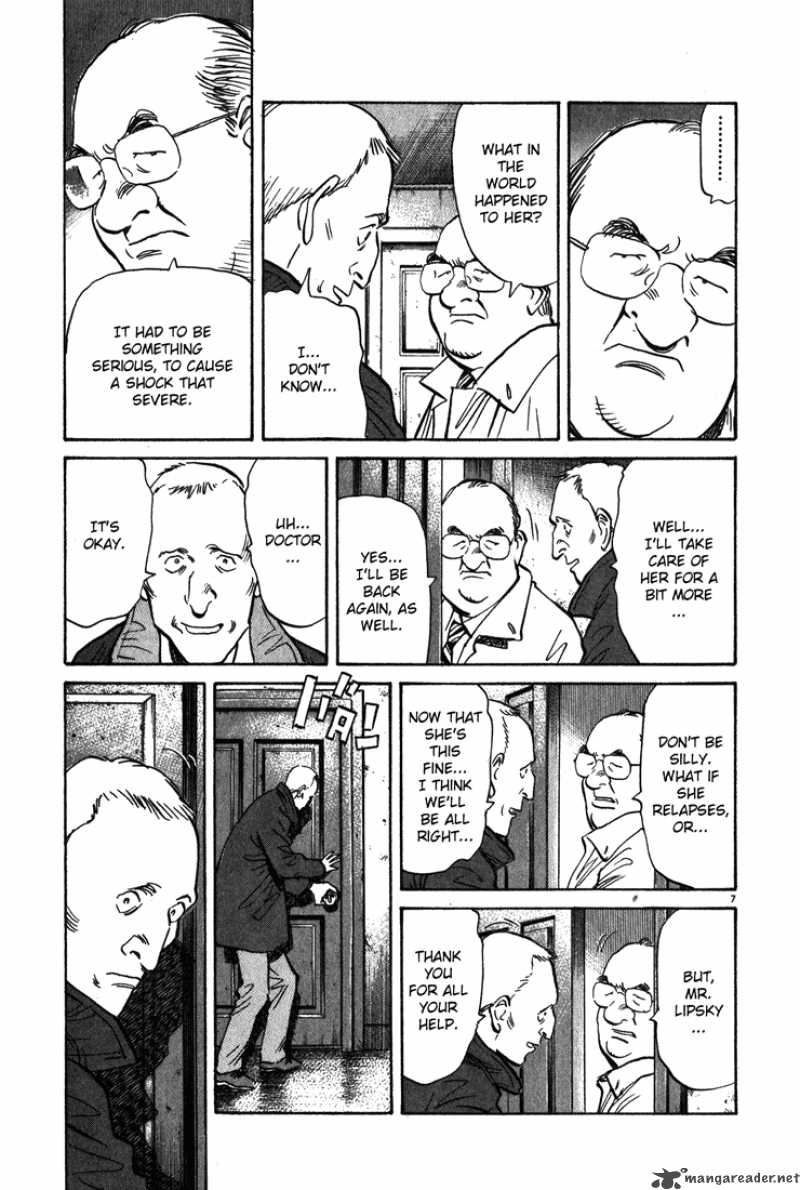 .........
WHAT IN
THE
WORLD
HAPPENED
TO HER?
I...
DON'T
KNOW...
IT HAD TO BE
SOMETHING
SERIOUS, TO CAUSE
A SHOCK THAT
SEVERE.
WELL...
I'LL TAKE
CARE OF
HER FOR A
BIT MORE
...
YES...
I'LL BE
BACK
AGAIN, AS
WELL.
UH...
DOCTOR
...
IT'S
OKAY.
DON'T BE
SILLY.
WHAT IF
SHE
RELAPSES,
OR...
NOW THAT
SHE'S
THIS
FINE...
I THINK
WE'LL
BE ALL
RIGHT...
7
BUT,
MR.
LIPSKY
...
THANK
YOU
FOR ALL
YOUR
HELP.
mangareader.net